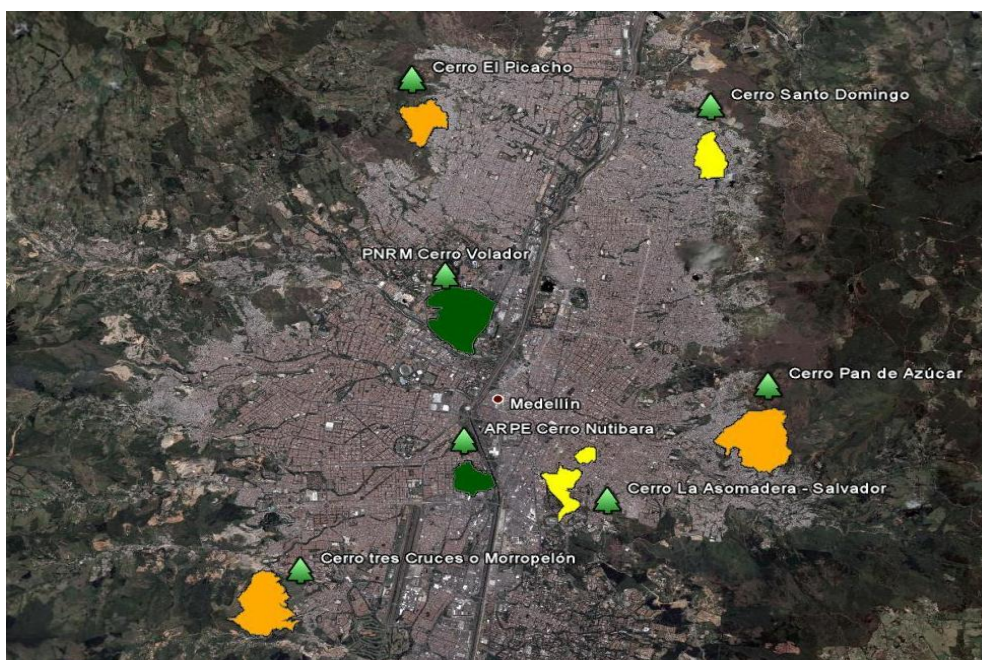 Cerro El Picacho
Cerro Santo Domingo
PNRM Cerro Volador
Cerro Pan de Azúcar
Medellín
ARPE Cerro Nutibara
Cerro La Asomadera - Salvador
Cerro tres Cruces o Morropelón